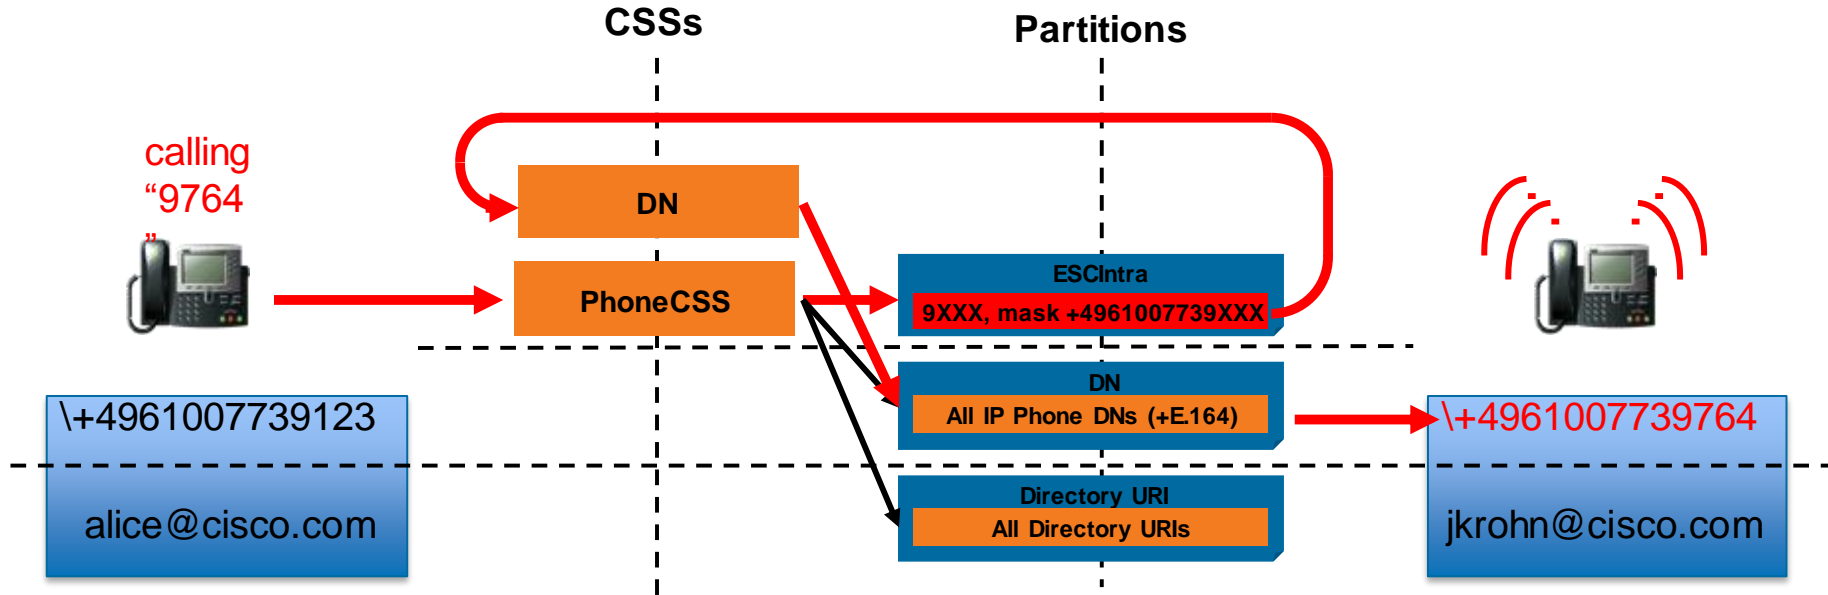 CSSs
Partitions
calling
“9764
”
DN
PhoneCSS
ESCIntra
9XXX, mask +4961007739XXX
DN
All IP Phone DNs (+E.164)
Directory URI
All Directory URIs
\+4961007739123
alice@cisco.com
\+4961007739764
jkrohn@cisco.com